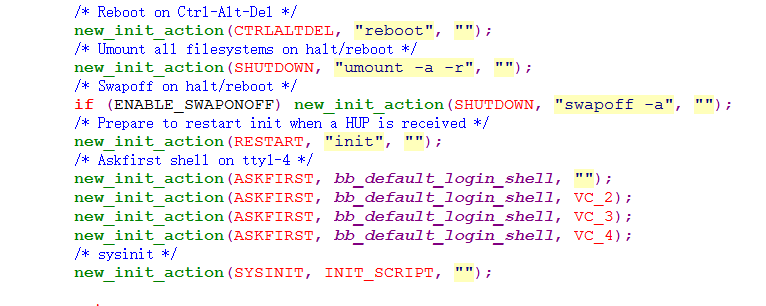 /* Reboot on Ctrl-Alt-Del */
new_init_action(CTRLALTDEL, "reboot", "");
/* Umount all filesystems on halt/reboot */
new_init_action(SHUTDOWN, "umount -a -r", "");
/* Swapoff on halt/reboot */
if (ENABLE_SWAPONOFF) new_init_action(SHUTDOWN, "swapoff -a", "");
/* Prepare to restart init when a HUP is received */
new_init_action(RESTART, "init", "");
/* Askfirst shell on tty1-4 */
new_init_action(ASKFIRST, bb_default_login_shell, "");
new_init_action(ASKFIRST, bb_default_login_shell, VC_2);
new_init_action(ASKFIRST, bb_default_login_shell, VC_3);
new_init_action(ASKFIRST, bb_default_login_shell, VC_4);
/* sysinit */
new_init_action(SYSINIT, INIT_SCRIPT, "");